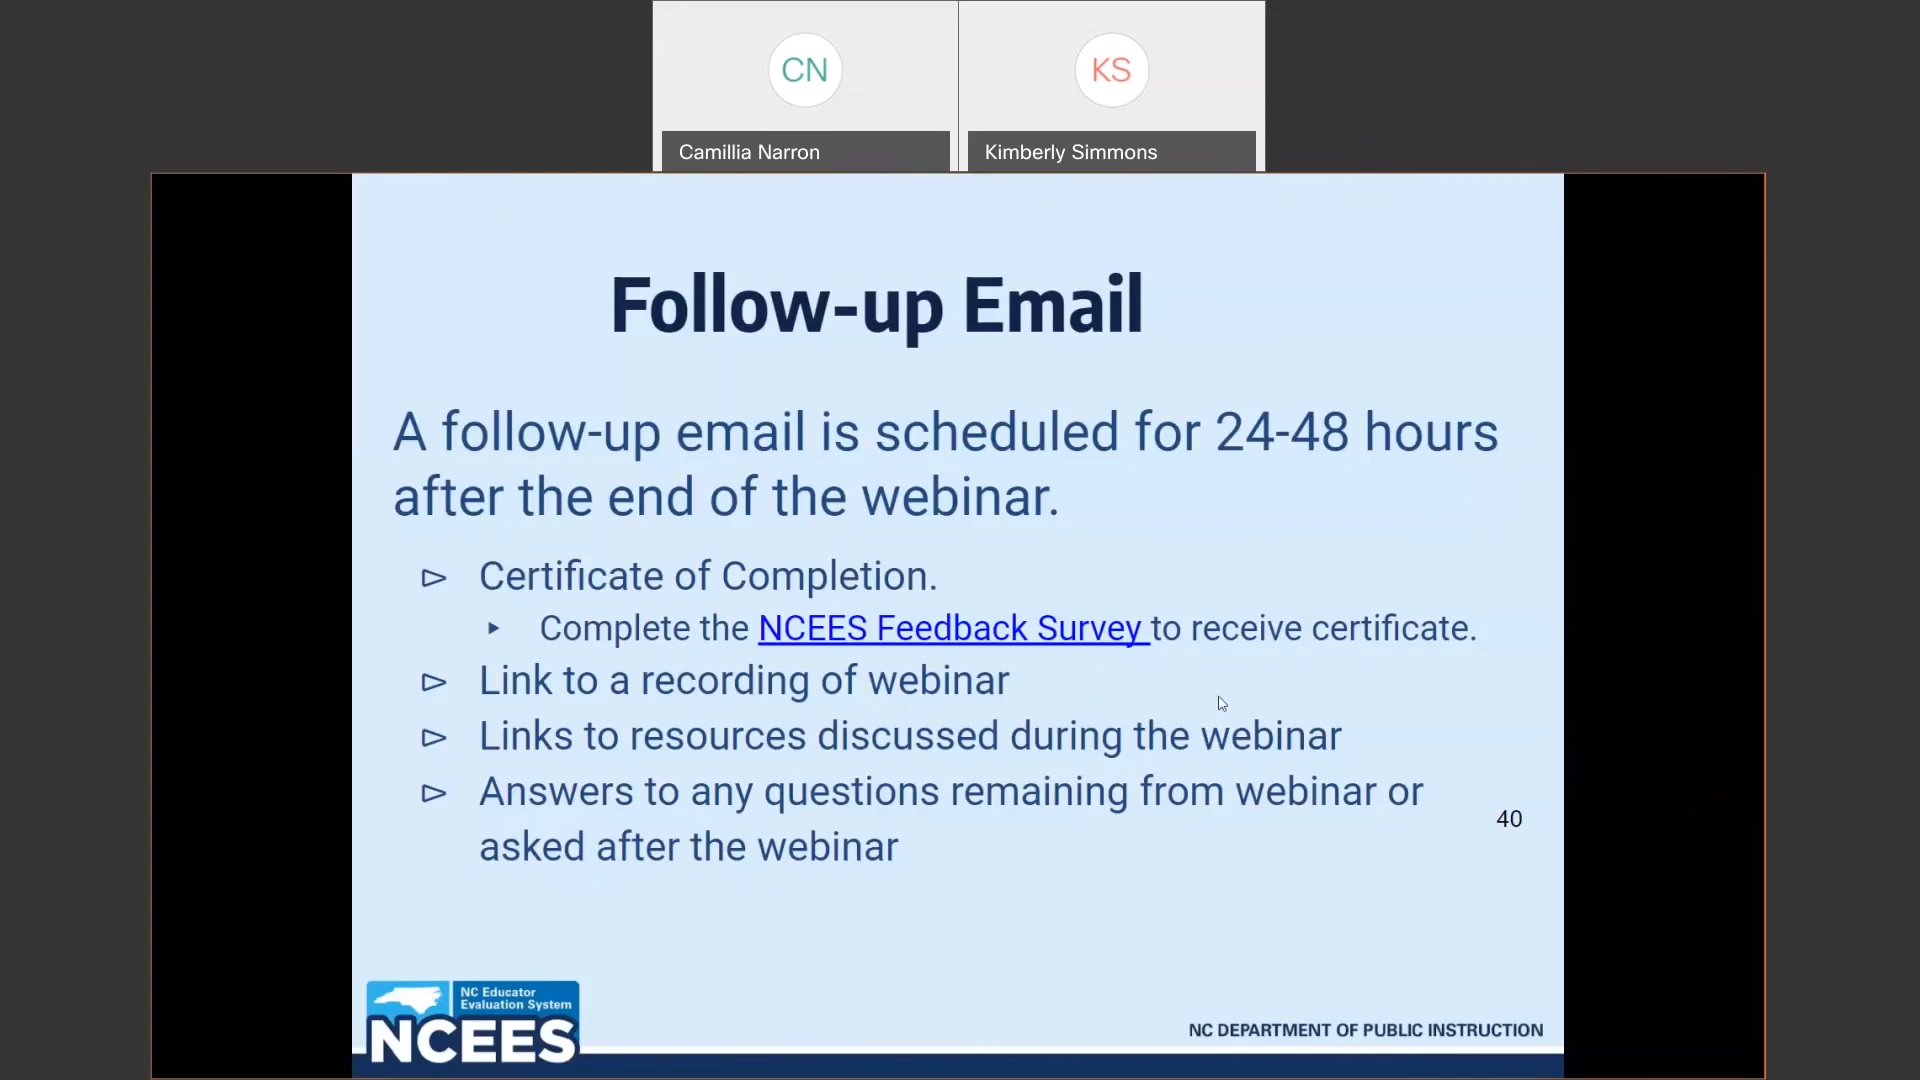 CN
KS
Camillia Narron
Kimberly Simmons
Follow-up Email
A follow-up email is scheduled for 24-48 hours
after the end of the webinar.
▻ Certificate of Completion.
▸ Complete the NCEES Feedback Survey to receive certificate.
▻ Link to a recording of webinar
▻ Links to resources discussed during the webinar
▻ Answers to any questions remaining from webinar or
asked after the webinar
40
NC Educator
Evaluation System
NCEES
NC DEPARTMENT OF PUBLIC INSTRUCTION